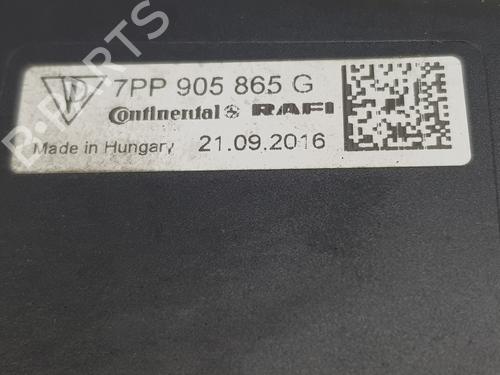 7PP 905 865 G
Continental RAFI
Made in Hungary 21.09.2016
B-PARTS